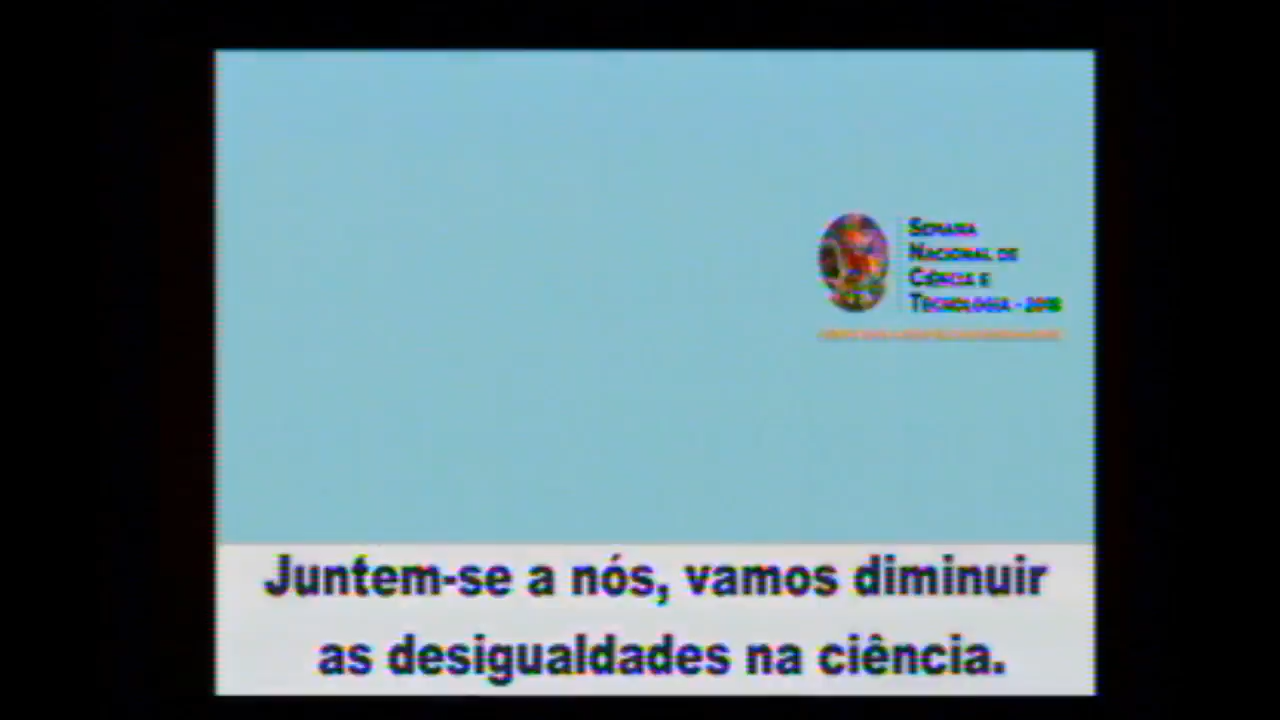 SEMANA
NACIONAL DE
CIÊNCIA E
TECNOLOGIA - 2018
Juntem-se a nós, vamos diminuir
as desigualdades na ciência.